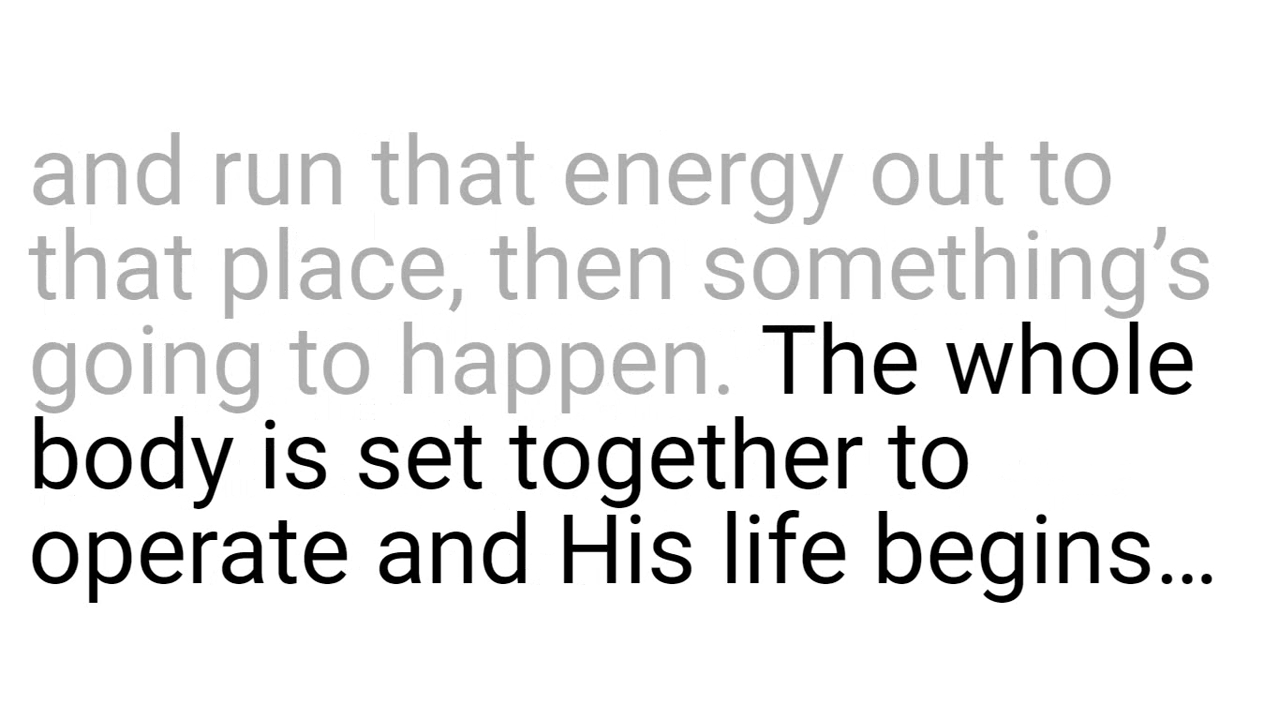 and run that energy out to
that place, then something’s
going to happen. The whole
body is set together to
operate and His life begins…